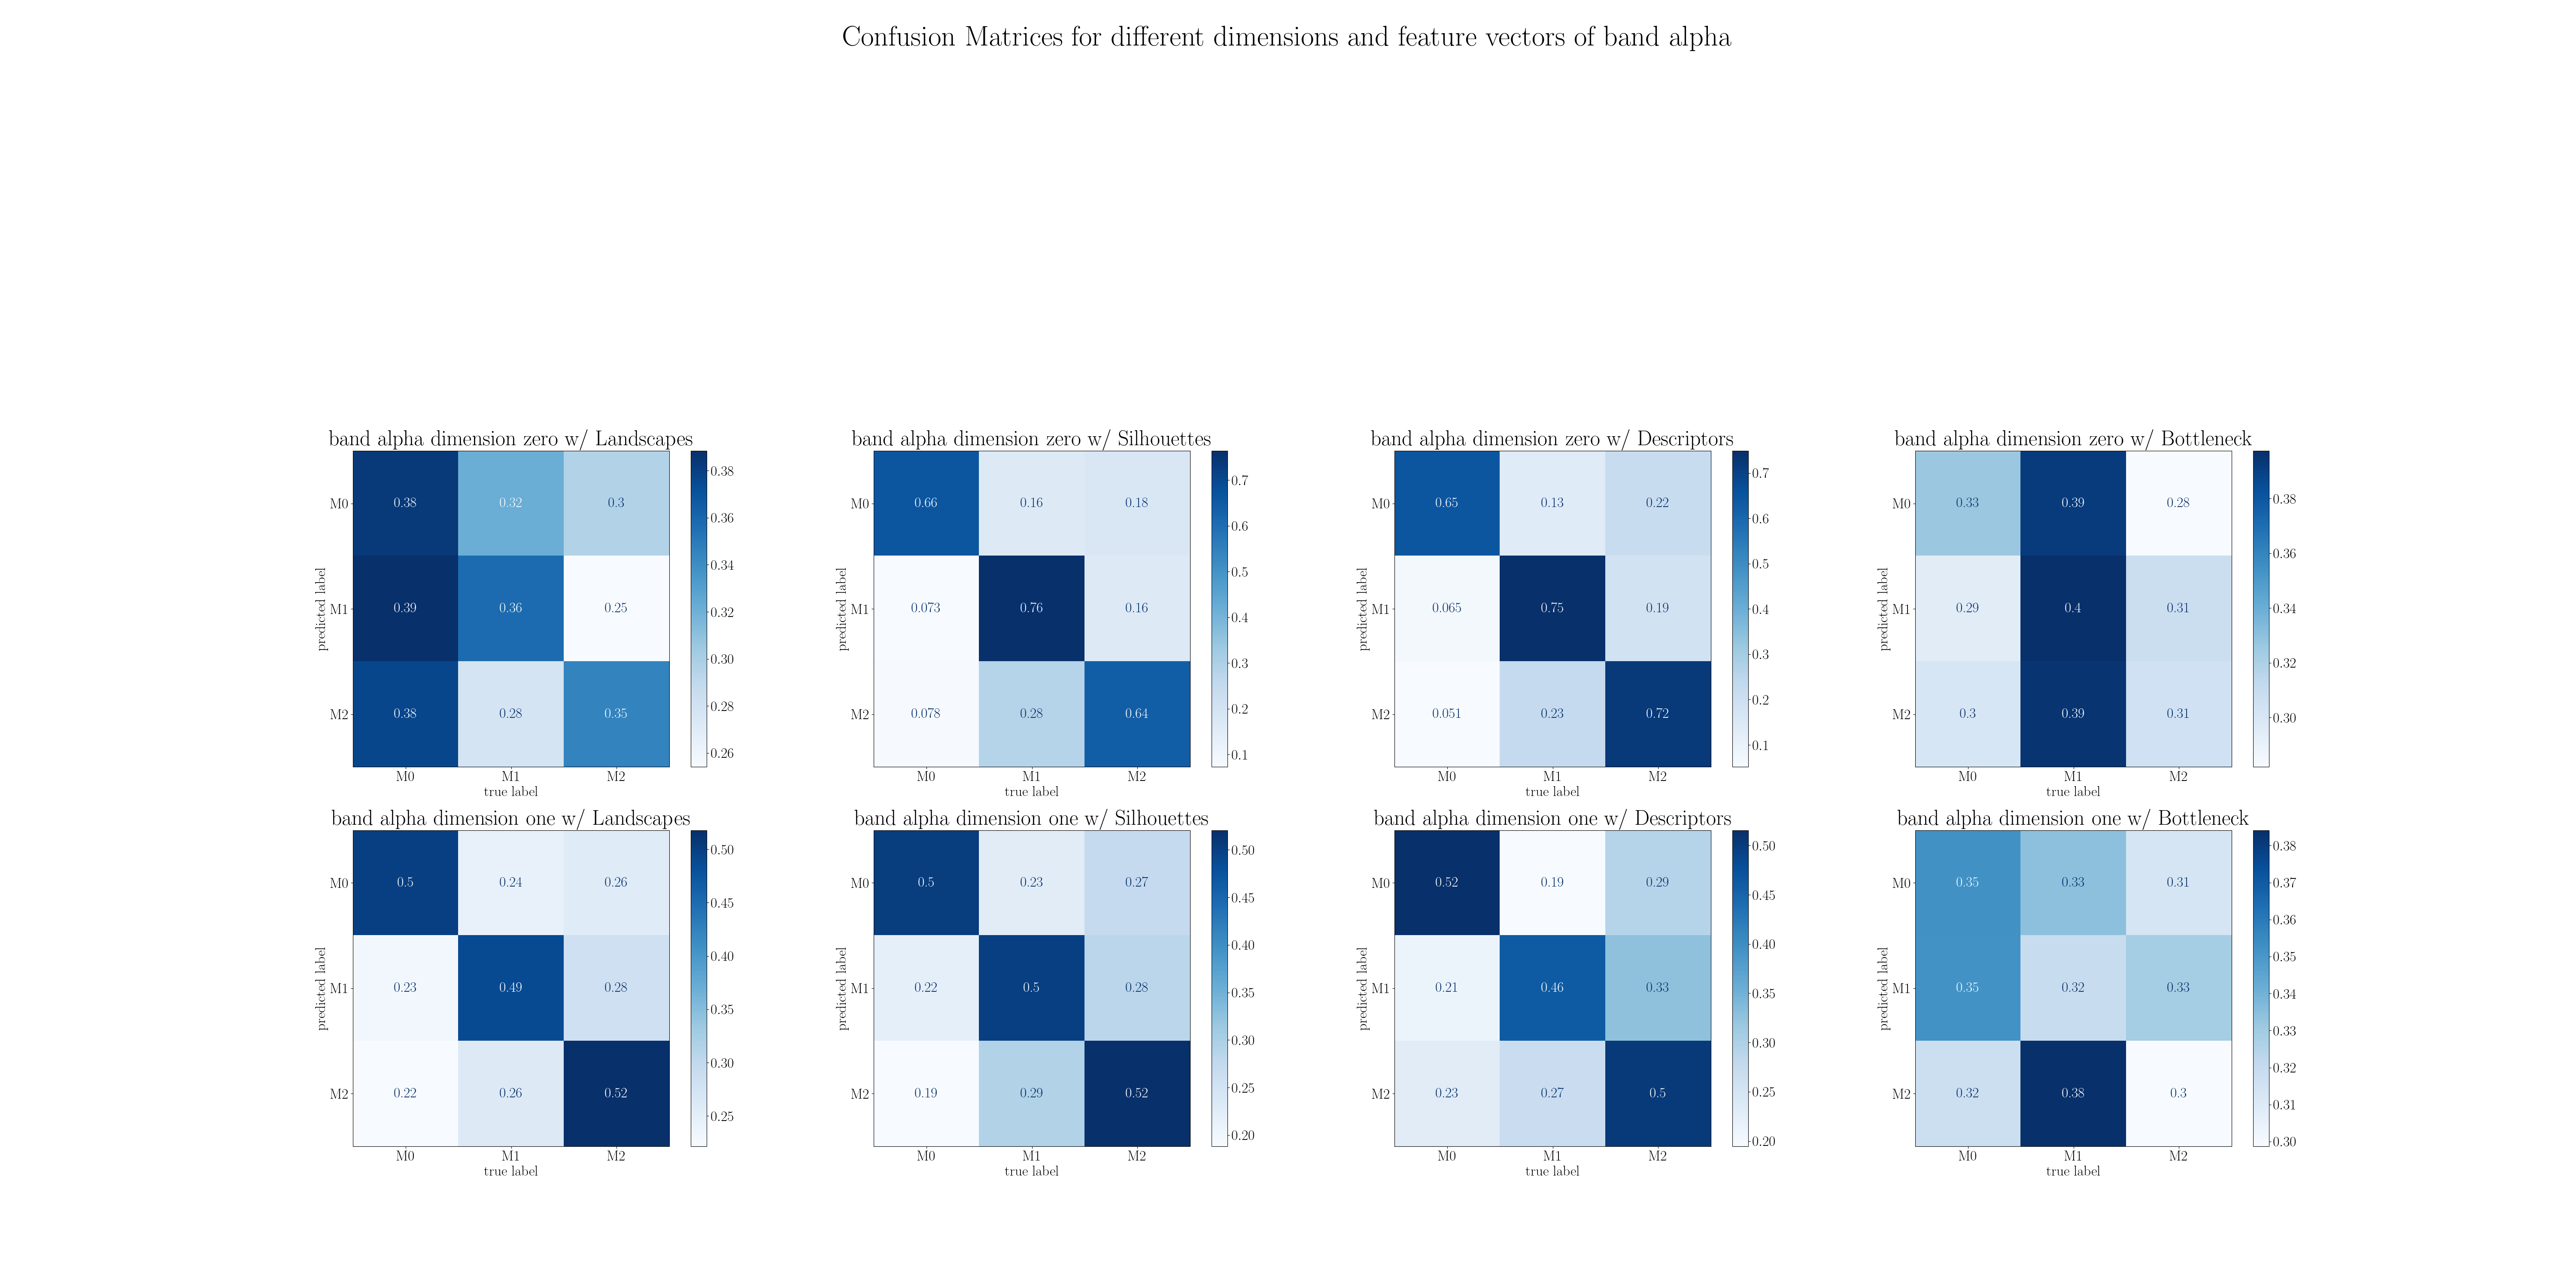 Confusion Matrices for different dimensions and feature vectors of band alpha
band alpha dimension zero w/ Landscapes
M0 0.38 0.32 0.3
M1 0.39 0.36 0.25
M2 0.38 0.28 0.35
M0 M1 M2
true label
predicted label
0.38
0.36
0.34
0.32
0.30
0.28
0.26
band alpha dimension zero w/ Silhouettes
M0 0.66 0.16 0.18
M1 0.073 0.76 0.16
M2 0.078 0.28 0.64
M0 M1 M2
true label
predicted label
0.7
0.6
0.5
0.4
0.3
0.2
0.1
band alpha dimension zero w/ Descriptors
M0 0.65 0.13 0.22
M1 0.065 0.75 0.19
M2 0.051 0.23 0.72
M0 M1 M2
true label
predicted label
0.7
0.6
0.5
0.4
0.3
0.2
0.1
band alpha dimension zero w/ Bottleneck
M0 0.33 0.39 0.28
M1 0.29 0.4 0.31
M2 0.3 0.39 0.31
M0 M1 M2
true label
predicted label
0.38
0.36
0.34
0.32
0.30
band alpha dimension one w/ Landscapes
M0 0.5 0.24 0.26
M1 0.23 0.49 0.28
M2 0.22 0.26 0.52
M0 M1 M2
true label
predicted label
0.50
0.45
0.40
0.35
0.30
0.25
band alpha dimension one w/ Silhouettes
M0 0.5 0.23 0.27
M1 0.22 0.5 0.28
M2 0.19 0.29 0.52
M0 M1 M2
true label
predicted label
0.50
0.45
0.40
0.35
0.30
0.25
0.20
band alpha dimension one w/ Descriptors
M0 0.52 0.19 0.29
M1 0.21 0.46 0.33
M2 0.23 0.27 0.5
M0 M1 M2
true label
predicted label
0.50
0.45
0.40
0.35
0.30
0.25
0.20
band alpha dimension one w/ Bottleneck
M0 0.35 0.33 0.31
M1 0.35 0.32 0.33
M2 0.32 0.38 0.3
M0 M1 M2
true label
predicted label
0.38
0.37
0.36
0.35
0.34
0.33
0.32
0.31
0.30